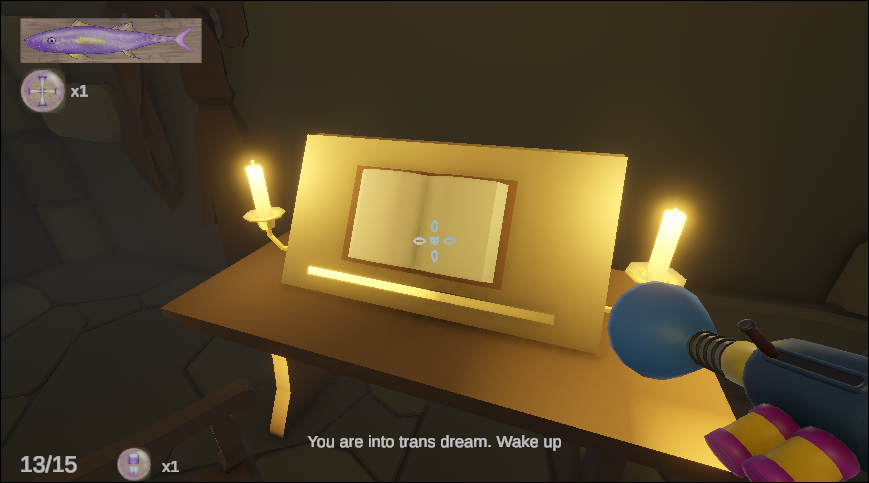 x1
You are into trans dream. Wake up
13/15
x1